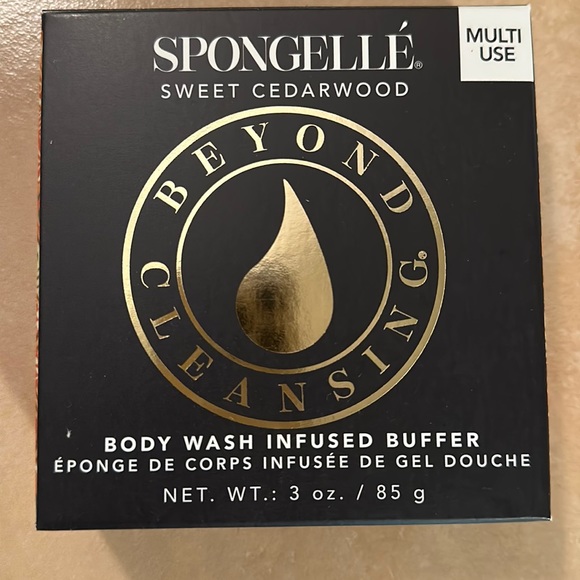 SPONGELLÉ®
MULTI
USE
SWEET CEDARWOOD
BEYOND
CLEANSING®
BODY WASH INFUSED BUFFER
ÉPONGE DE CORPS INFUSÉE DE GEL DOUCHE
NET. WT.: 3 oz. / 85 g